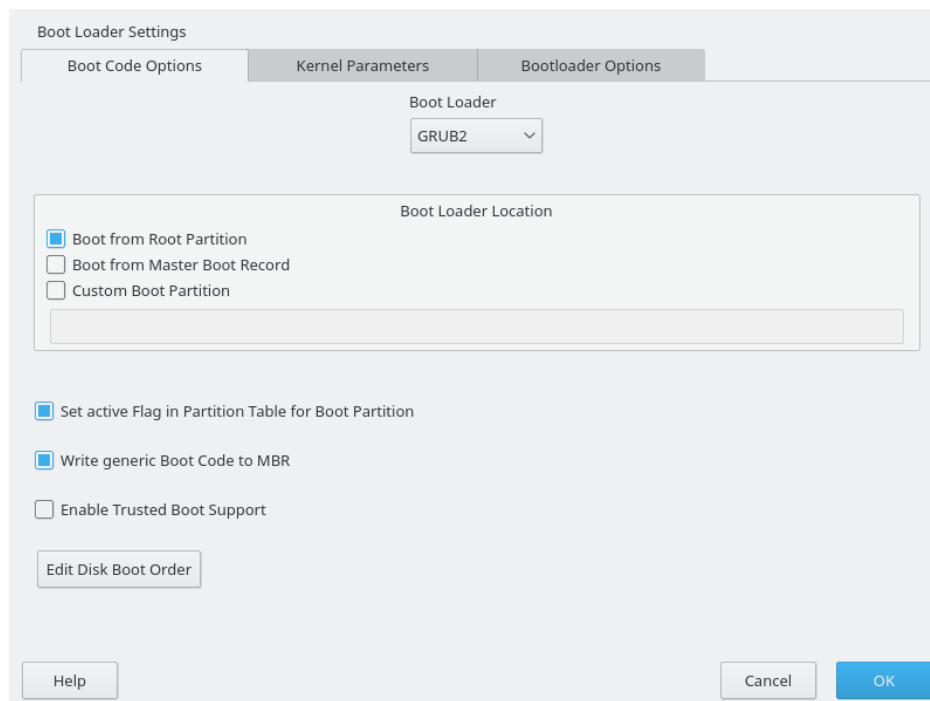 Boot Loader Settings
Boot Code Options
Kernel Parameters
Bootloader Options
Boot Loader
GRUB2
Boot Loader Location
Boot from Root Partition
Boot from Master Boot Record
Custom Boot Partition
Set active Flag in Partition Table for Boot Partition
Write generic Boot Code to MBR
Enable Trusted Boot Support
Edit Disk Boot Order
Help
Cancel
OK